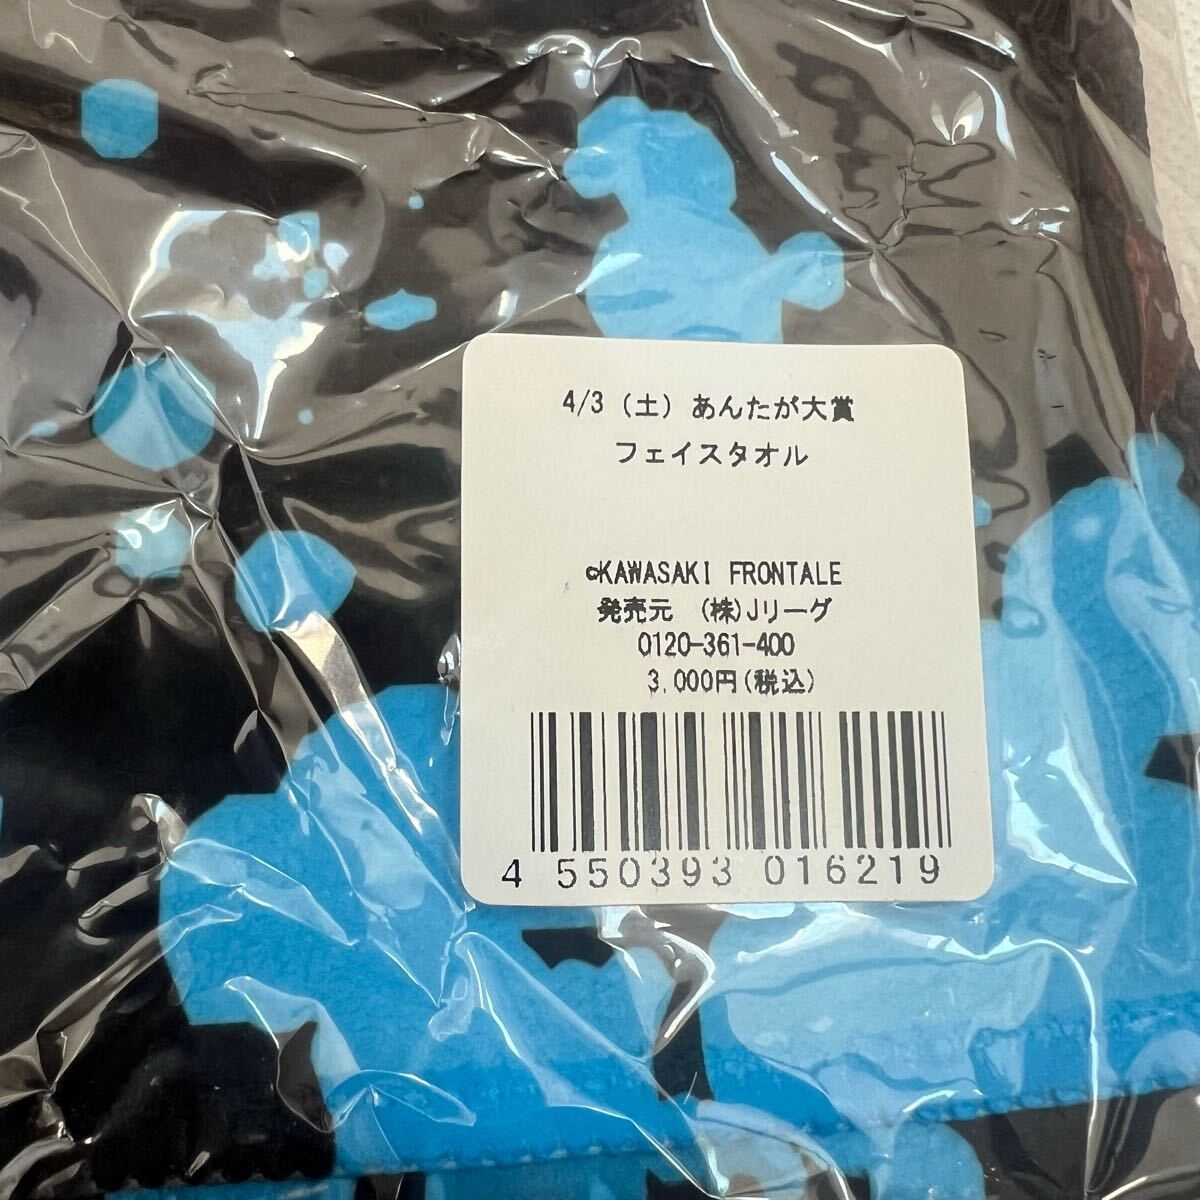 4/3（土）あんたが大賞
フェイスタオル
©KAWASAKI FRONTALE
発売元　(株)Jリーグ
0120-361-400
3,000円(税込)
4 550393 016219